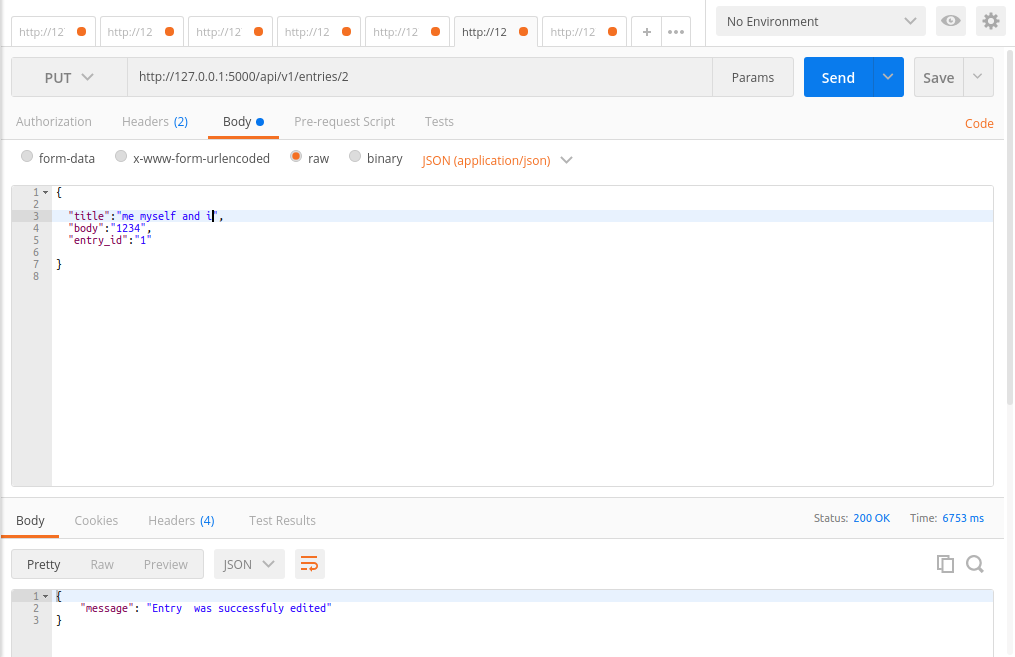 http://12 http://12 http://12 http://12 http://12 http://12 http://12 + ••• No Environment
PUT http://127.0.0.1:5000/api/v1/entries/2 Params Send Save
Authorization Headers (2) Body Pre-request Script Tests Code
form-data x-www-form-urlencoded raw binary JSON (application/json)
1 {
2
3 "title":"me myself and i",
4 "body":"1234",
5 "entry_id":"1"
6
7 }
8
Body Cookies Headers (4) Test Results Status: 200 OK Time: 6753 ms
Pretty Raw Preview JSON
1 {
2 "message": "Entry  was successfuly edited"
3 }